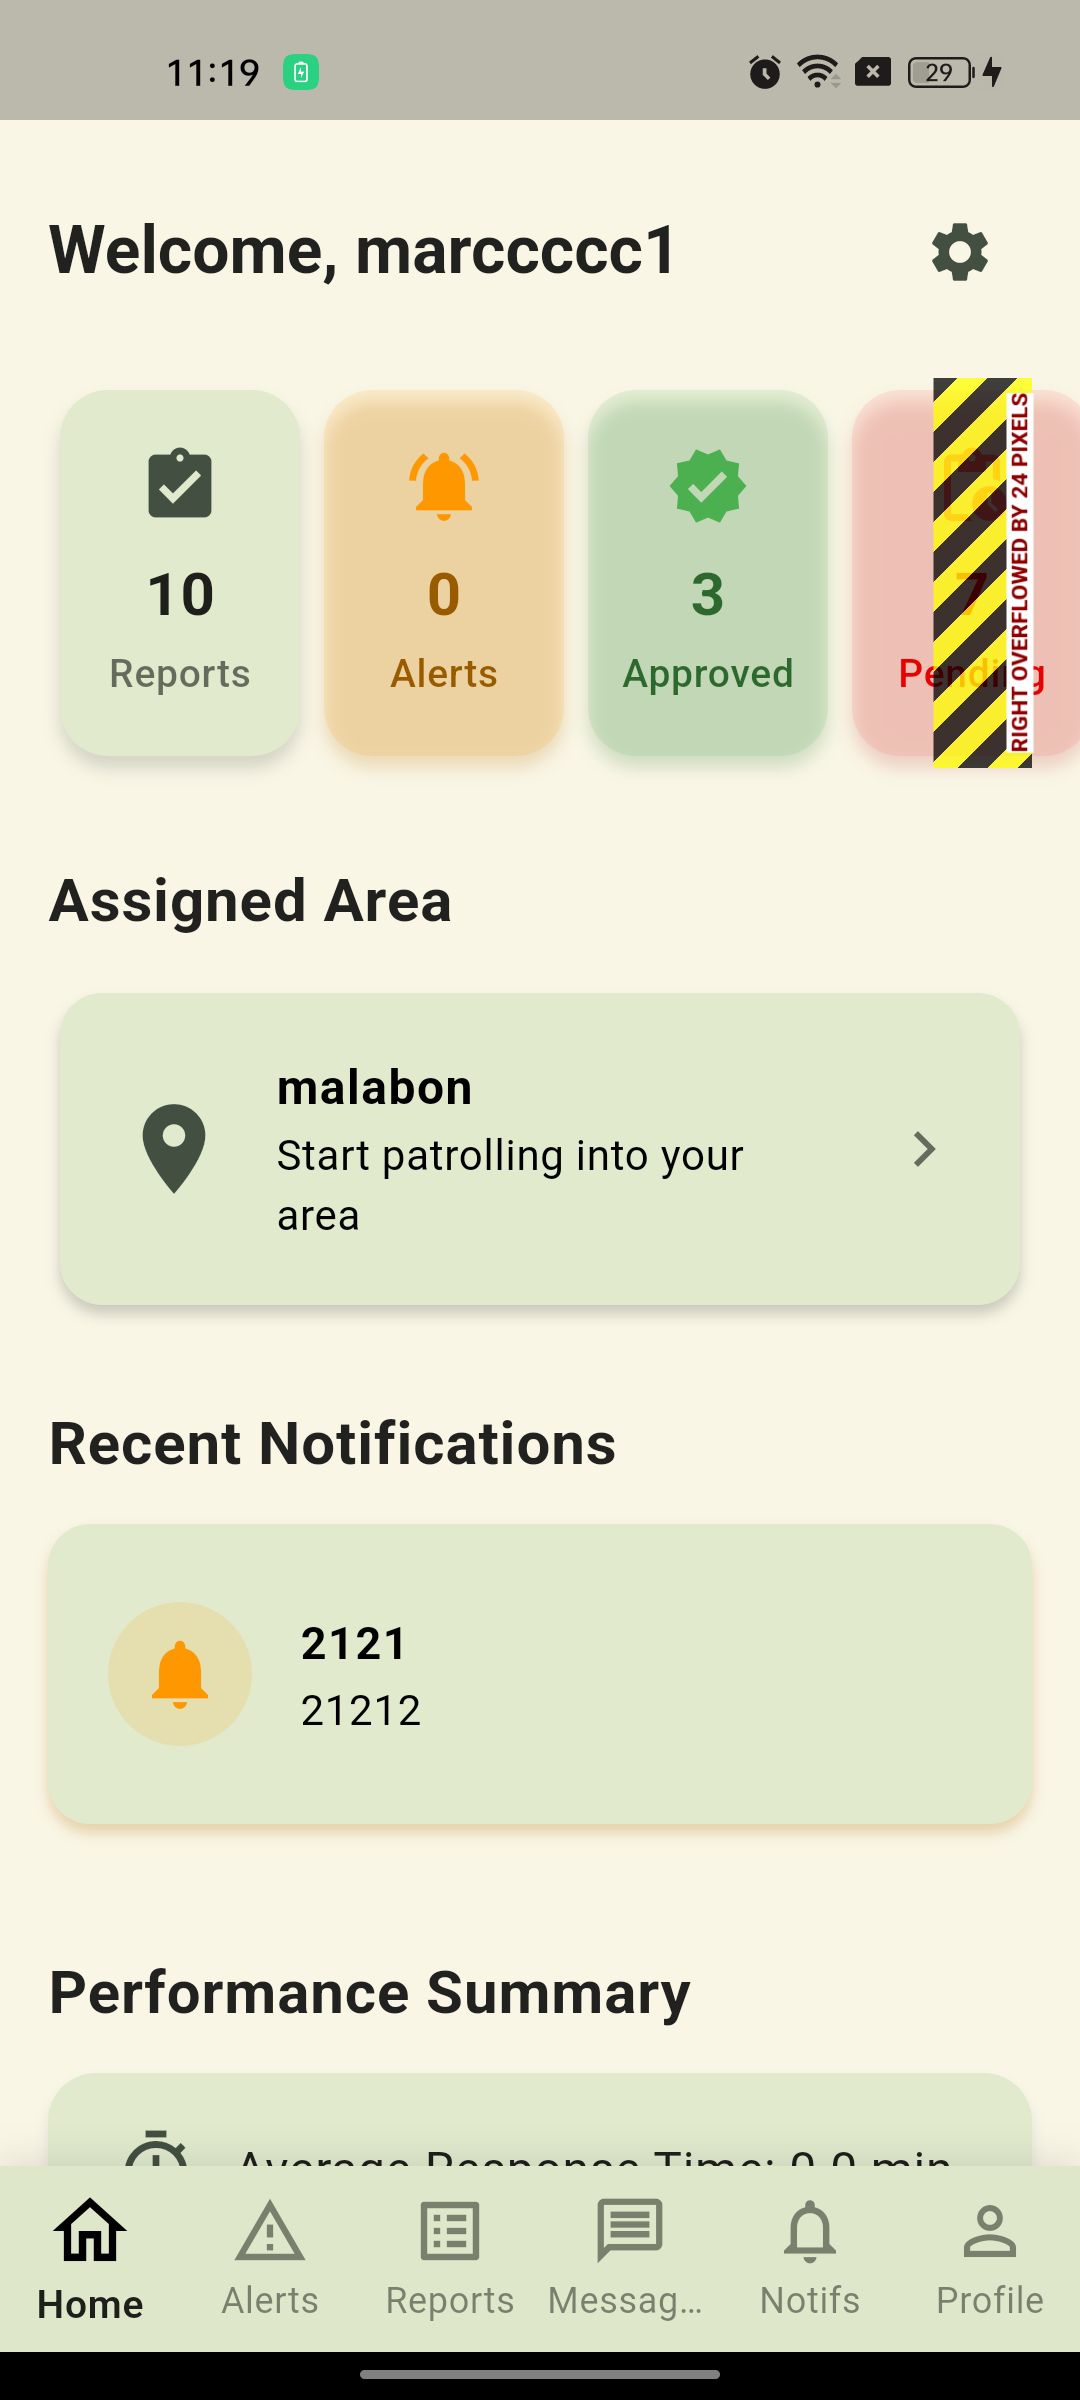 11:19
29
Welcome, marccccc1
10
Reports
0
Alerts
3
Approved
7
Pending
RIGHT OVERFLOWED BY 24 PIXELS
Assigned Area
malabon
Start patrolling into your
area
Recent Notifications
2121
21212
Performance Summary
Average Response Time: 0.0 min
Home
Alerts
Reports
Messag...
Notifs
Profile